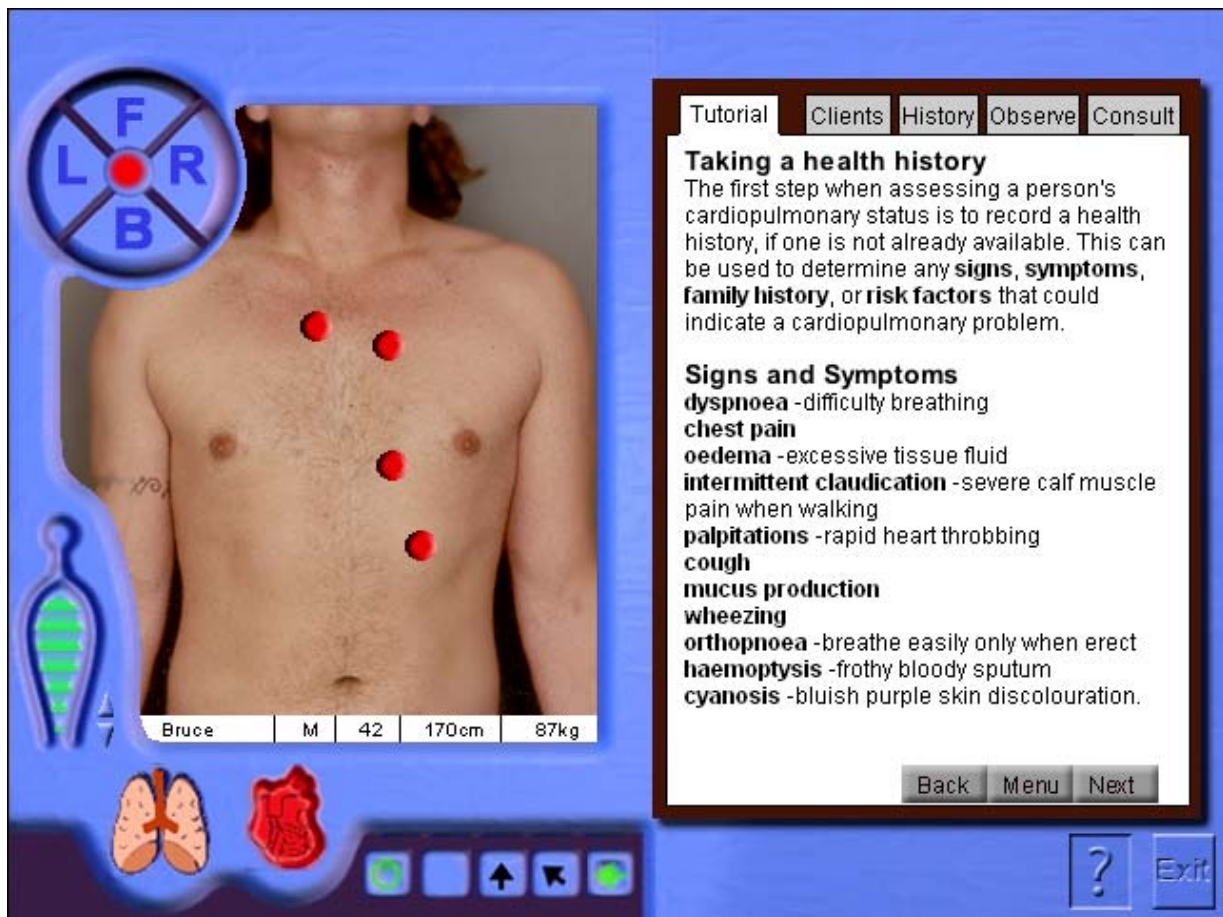 F
L R
B
Tutorial Clients History Observe Consult
Taking a health history
The first step when assessing a person's
cardiopulmonary status is to record a health
history, if one is not already available. This can
be used to determine any signs, symptoms,
family history, or risk factors that could
indicate a cardiopulmonary problem.
Signs and Symptoms
dyspnoea -difficulty breathing
chest pain
oedema -excessive tissue fluid
intermittent claudication -severe calf muscle
pain when walking
palpitations -rapid heart throbbing
cough
mucus production
wheezing
orthopnoea -breathe easily only when erect
haemoptysis -frothy bloody sputum
cyanosis -bluish purple skin discolouration.
Back Menu Next
Bruce M 42 170cm 87kg
? Exit